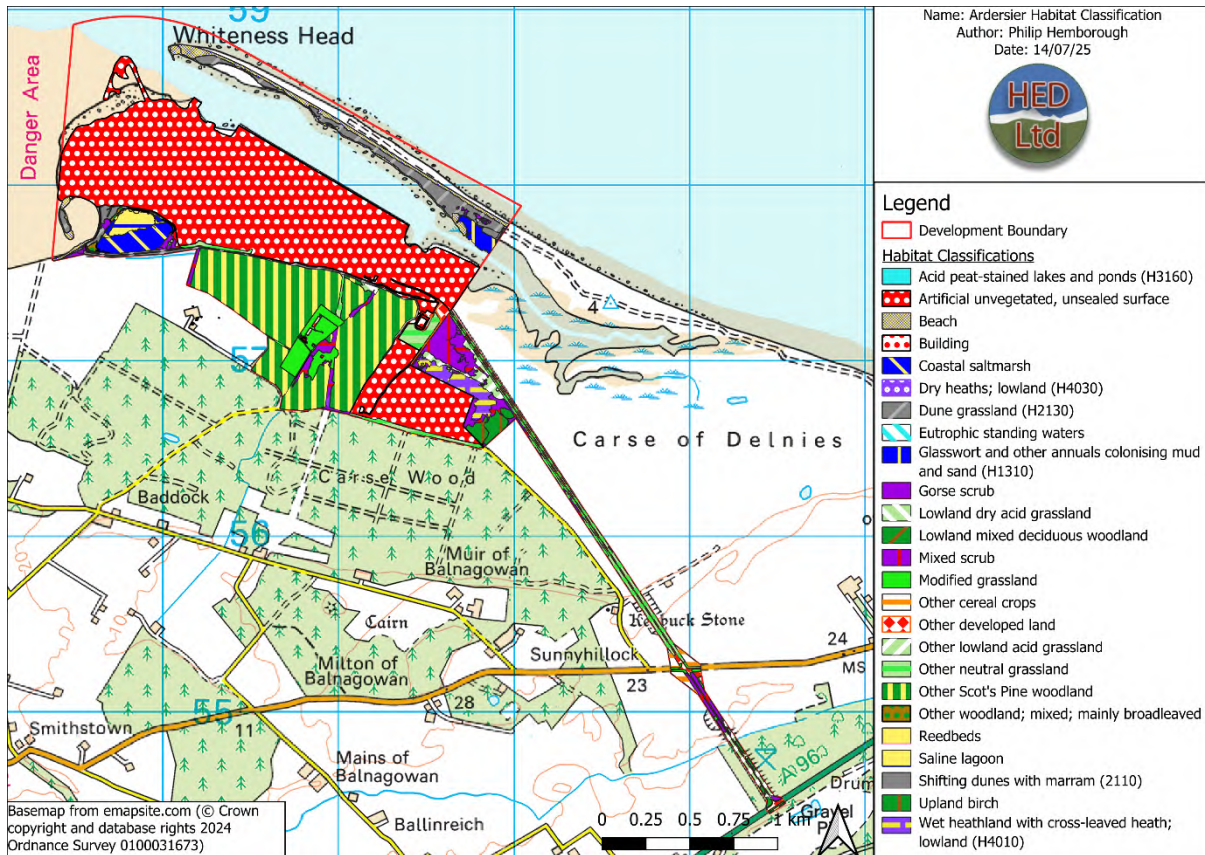 59
Whiteness Head
Danger Area
57
4
Carse of Delnies
Carse Wood
Baddock
56
Muir of
Balnagowan
Cairn
Stone
Sunnyhillock
24
MS
Milton of
Balnagowan
23
28
55
11
10
Smithstown
Mains of
Balnagowan
A 96
Ballinreich
Basemap from emapsite.com (© Crown
copyright and database rights 2024
Ordnance Survey 0100031673)
0 0.25 0.5 0.75 1 km
Name: Ardersier Habitat Classification
Author: Philip Hemborough
Date: 14/07/25
HED
Ltd
Legend
Development Boundary
Habitat Classifications
Acid peat-stained lakes and ponds (H3160)
Artificial unvegetated, unsealed surface
Beach
Building
Coastal saltmarsh
Dry heaths; lowland (H4030)
Dune grassland (H2130)
Eutrophic standing waters
Glasswort and other annuals colonising mud
and sand (H1310)
Gorse scrub
Lowland dry acid grassland
Lowland mixed deciduous woodland
Mixed scrub
Modified grassland
Other cereal crops
Other developed land
Other lowland acid grassland
Other neutral grassland
Other Scot's Pine woodland
Other woodland; mixed; mainly broadleaved
Reedbeds
Saline lagoon
Shifting dunes with marram (2110)
Upland birch
Wet heathland with cross-leaved heath;
lowland (H4010)